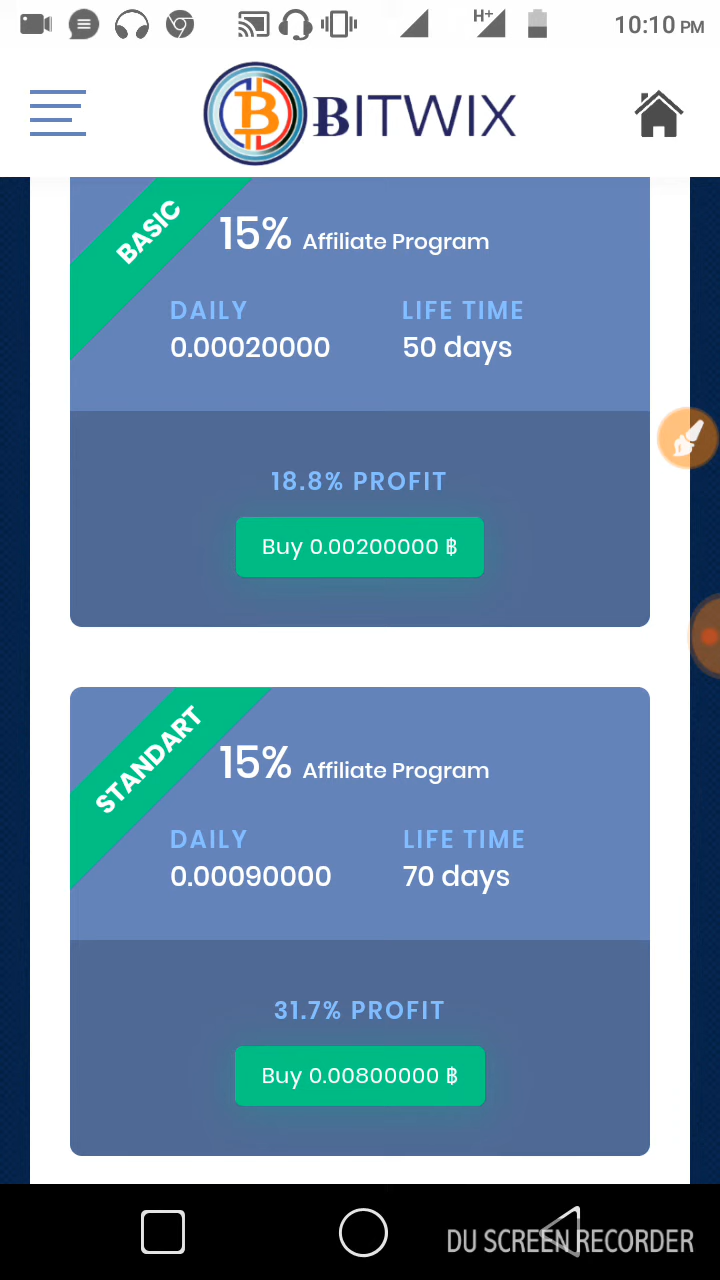 H+ 10:10 PM
BITWIX
BASIC
15% Affiliate Program
DAILY LIFE TIME
0.00020000 50 days
18.8% PROFIT
Buy 0.00200000 ฿
STANDART
15% Affiliate Program
DAILY LIFE TIME
0.00090000 70 days
31.7% PROFIT
Buy 0.00800000 ฿
DU SCREEN RECORDER